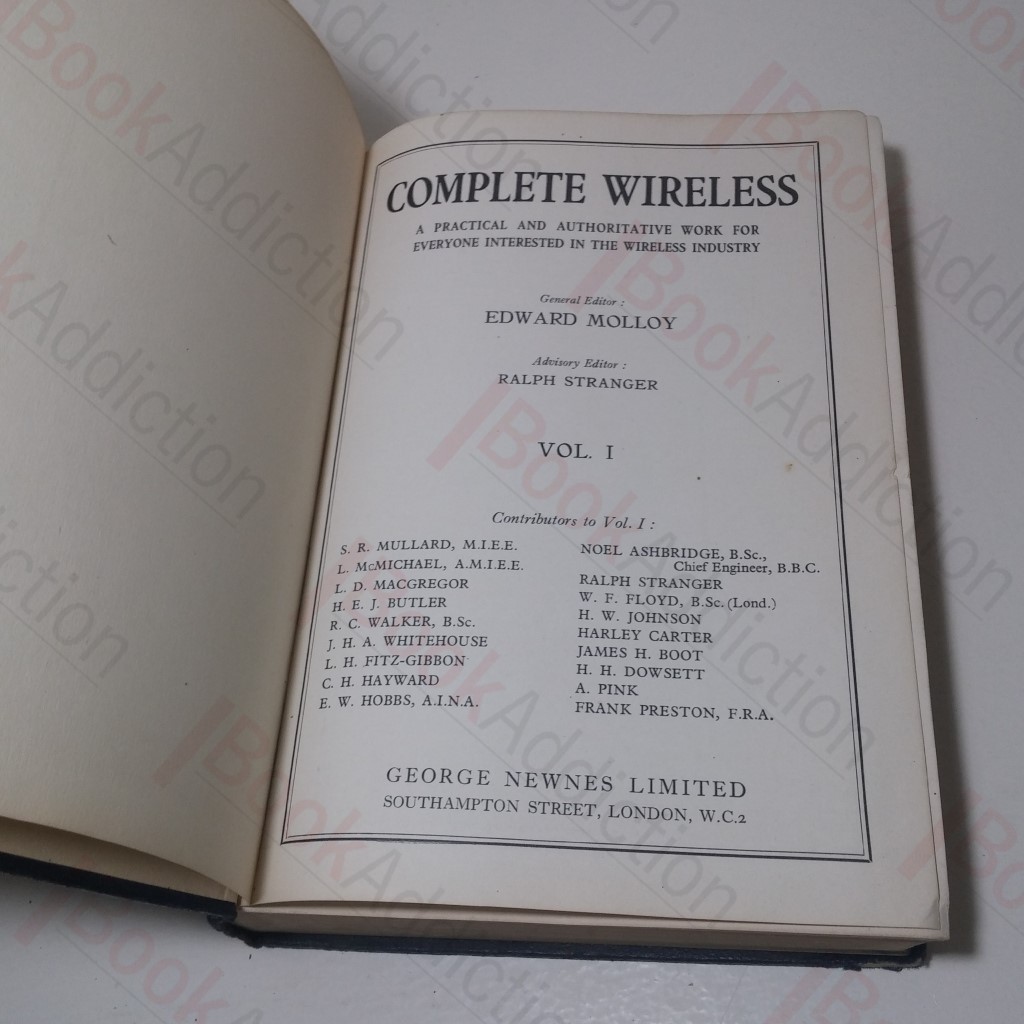 COMPLETE WIRELESS
A PRACTICAL AND AUTHORITATIVE WORK FOR
EVERYONE INTERESTED IN THE WIRELESS INDUSTRY
General Editor :
EDWARD MOLLOY
Advisory Editor :
RALPH STRANGER
VOL. I
Contributors to Vol. I :
S. R. MULLARD, M.I.E.E.
L. McMICHAEL, A.M.I.E.E.
L. D. MACGREGOR
H. E. J. BUTLER
R. C. WALKER, B.Sc.
J. H. A. WHITEHOUSE
L. H. FITZ-GIBBON
C. H. HAYWARD
E. W. HOBBS, A.I.N.A.
NOEL ASHBRIDGE, B.Sc.,
Chief Engineer, B.B.C.
RALPH STRANGER
W. F. FLOYD, B.Sc. (Lond.)
H. W. JOHNSON
HARLEY CARTER
JAMES H. BOOT
H. H. DOWSETT
A. PINK
FRANK PRESTON, F.R.A.
GEORGE NEWNES LIMITED
SOUTHAMPTON STREET, LONDON, W.C.2
BookAddiction